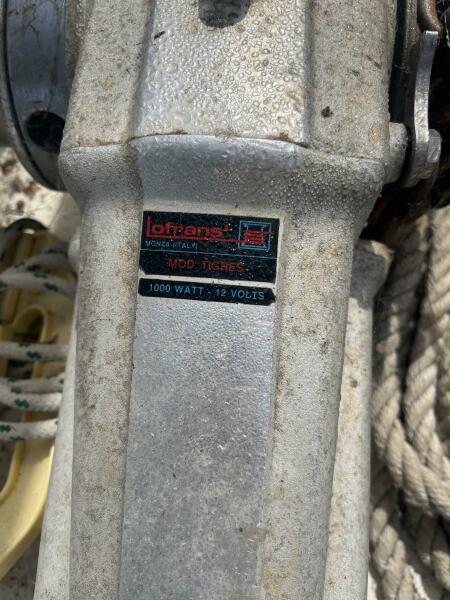 lofrans'
MONZA (ITALY)
MOD TIGRES
1000 WATT - 12 VOLTS